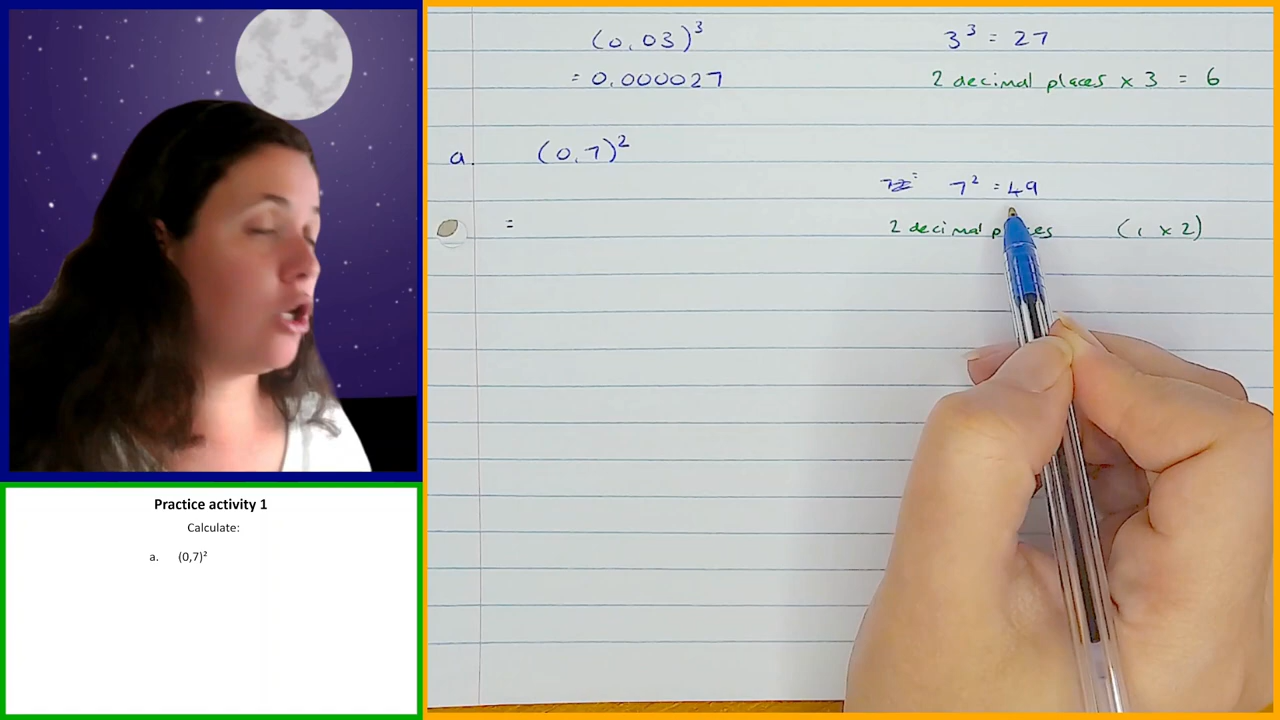 (0,03)³ 3³ = 27
= 0,000027 2 decimal places x 3 = 6
a. (0,7)²
7² = 49
= 2 decimal places (1 x 2)
Practice activity 1
Calculate:
a. (0,7)²